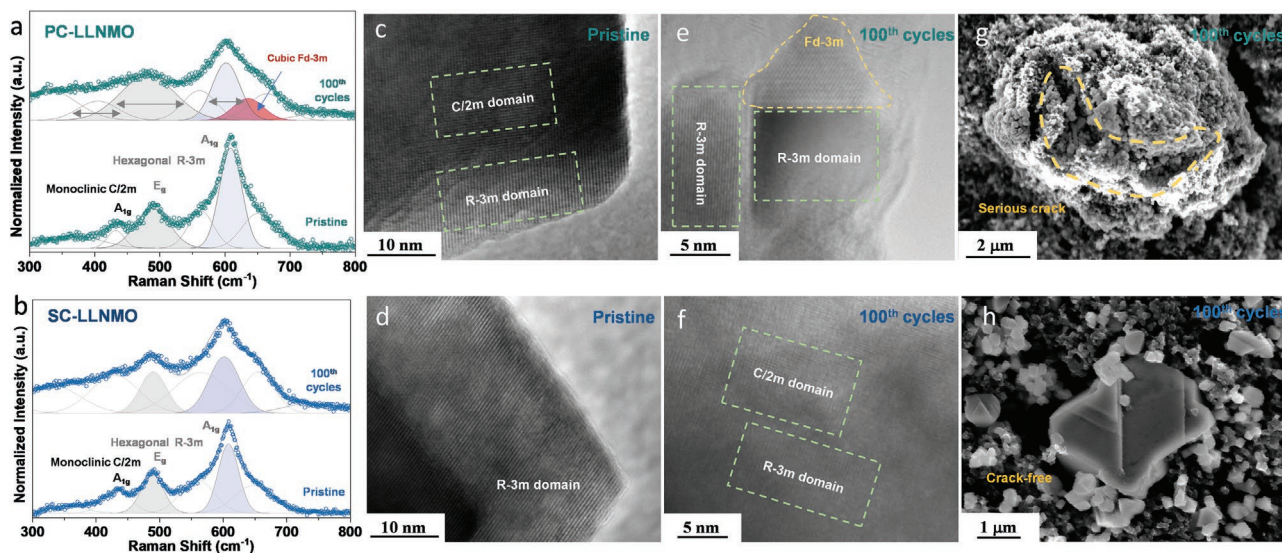 a
PC-LLNMO
Cubic Fd-3m
100th
cycles
A1g
Hexagonal R-3m
Monoclinic C/2m
Eg
A1g
Pristine
Normalized Intensity (a.u.)
300 400 500 600 700 800
Raman Shift (cm-1)
b
SC-LLNMO
100th
cycles
A1g
Hexagonal R-3m
Monoclinic C/2m
Eg
A1g
Pristine
Normalized Intensity (a.u.)
300 400 500 600 700 800
Raman Shift (cm-1)
c
Pristine
C/2m domain
R-3m domain
10 nm
d
Pristine
R-3m domain
10 nm
e
100th cycles
Fd-3m
R-3m domain
R-3m domain
5 nm
f
100th cycles
C/2m domain
R-3m domain
5 nm
g
100th cycles
Serious crack
2 μm
h
100th cycles
Crack-free
1 μm